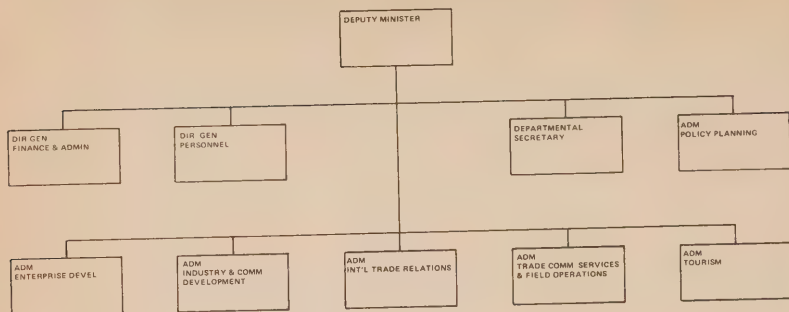 DEPUTY MINISTER
DIR GEN
FINANCE & ADMIN
DIR GEN
PERSONNEL
DEPARTMENTAL
SECRETARY
ADM
POLICY PLANNING
ADM
ENTERPRISE DEVEL
ADM
INDUSTRY & COMM
DEVELOPMENT
ADM
INT'L TRADE RELATIONS
ADM
TRADE COMM SERVICES
& FIELD OPERATIONS
ADM
TOURISM